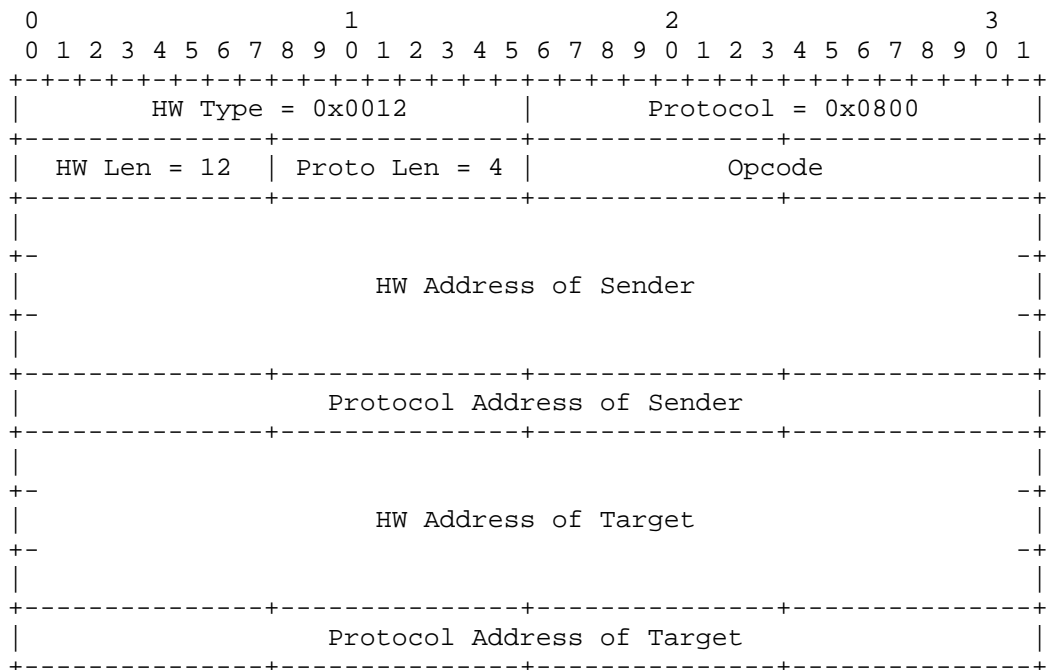 0 1 2 3
0 1 2 3 4 5 6 7 8 9 0 1 2 3 4 5 6 7 8 9 0 1 2 3 4 5 6 7 8 9 0 1
HW Type = 0x0012 Protocol = 0x0800
HW Len = 12 Proto Len = 4 Opcode
HW Address of Sender
Protocol Address of Sender
HW Address of Target
Protocol Address of Target